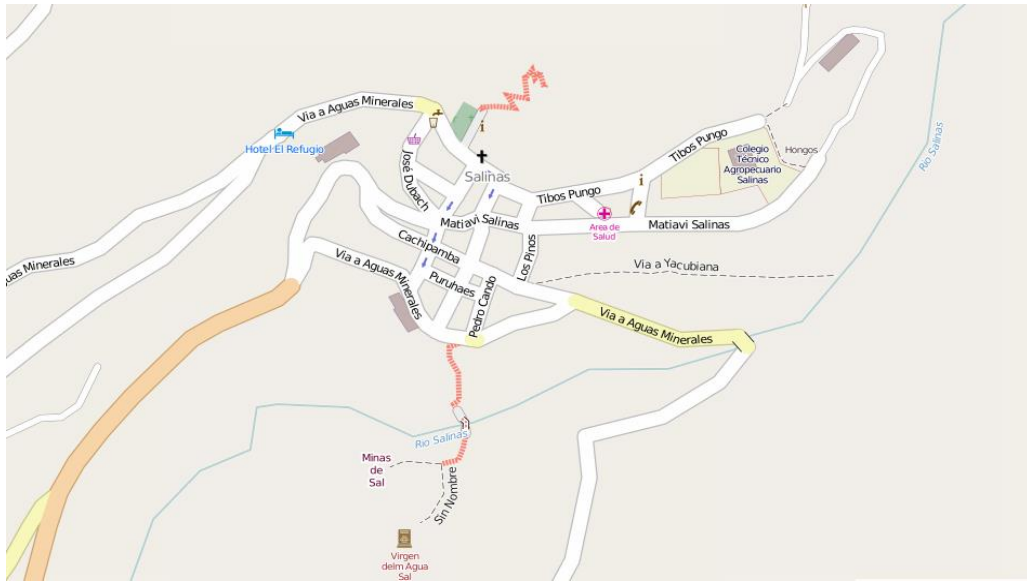 Via a Aguas Minerales
Hotel El Refugio
José Dubach
Salinas
Tibos Pungo
Tibos Pungo
Colegio
Técnico
Agropecuario
Salinas
Hongos
Rio Salinas
Area de
Salud
Matiavi Salinas
Matiavi Salinas
Cachipamba
Los Pinos
Via a Yacubiana
uas Minerales
Via a Aguas Minerales
Puruhaes
Pedro Cando
Via a Aguas Minerales
Rio Salinas
Minas
de
Sal
Sin Nombre
Virgen
delm Agua
Sal